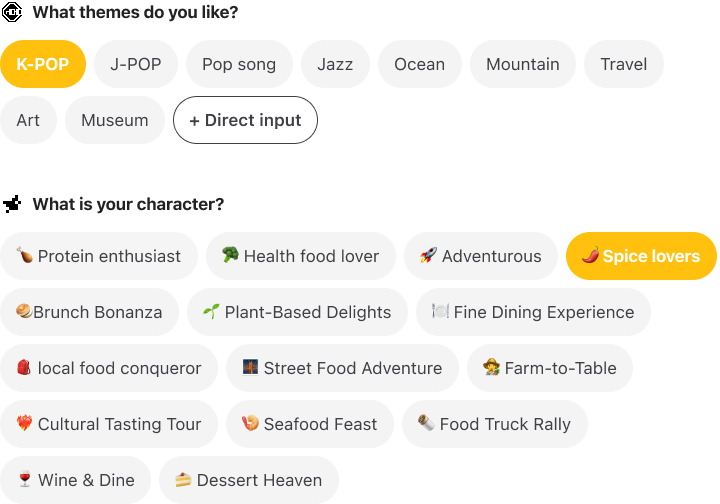 What themes do you like?
K-POP J-POP Pop song Jazz Ocean Mountain Travel
Art Museum + Direct input
What is your character?
Protein enthusiast Health food lover Adventurous Spice lovers
Brunch Bonanza Plant-Based Delights Fine Dining Experience
local food conqueror Street Food Adventure Farm-to-Table
Cultural Tasting Tour Seafood Feast Food Truck Rally
Wine & Dine Dessert Heaven